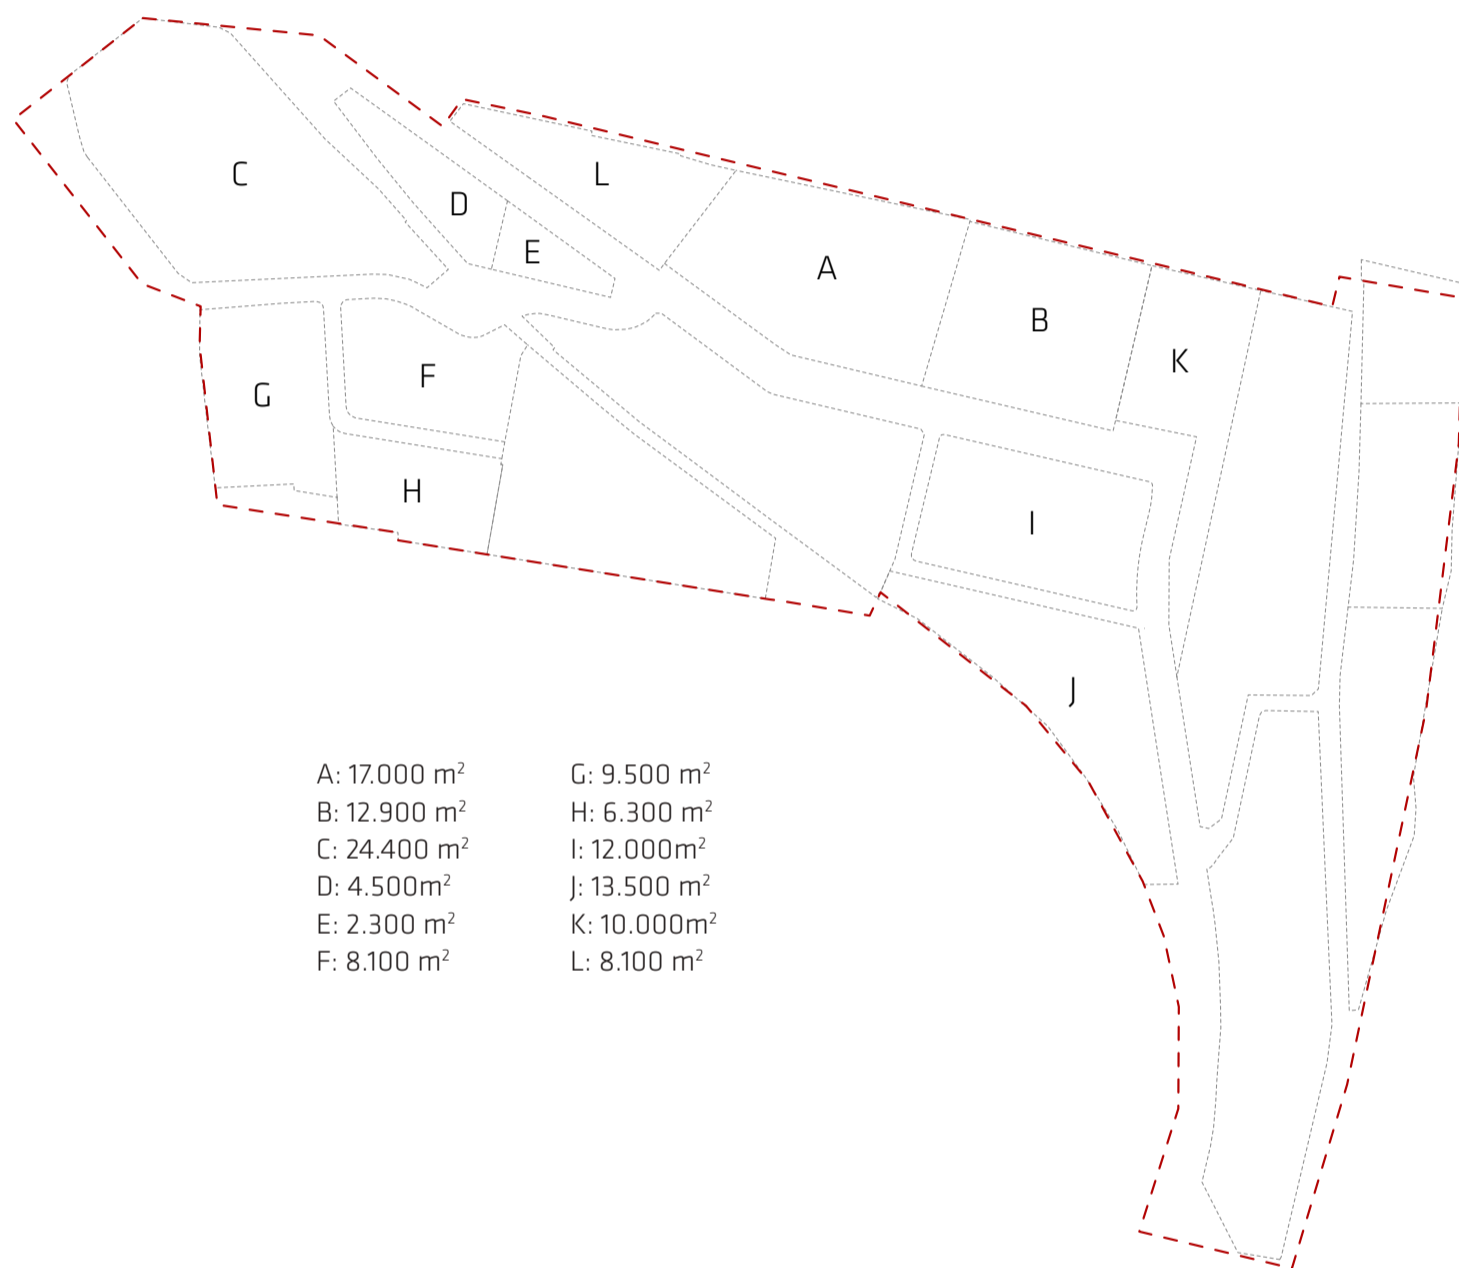 C
L
D
E
A
B
K
F
G
H
I
J
A: 17.000 m²
B: 12.900 m²
C: 24.400 m²
D: 4.500m²
E: 2.300 m²
F: 8.100 m²
G: 9.500 m²
H: 6.300 m²
I: 12.000m²
J: 13.500 m²
K: 10.000m²
L: 8.100 m²